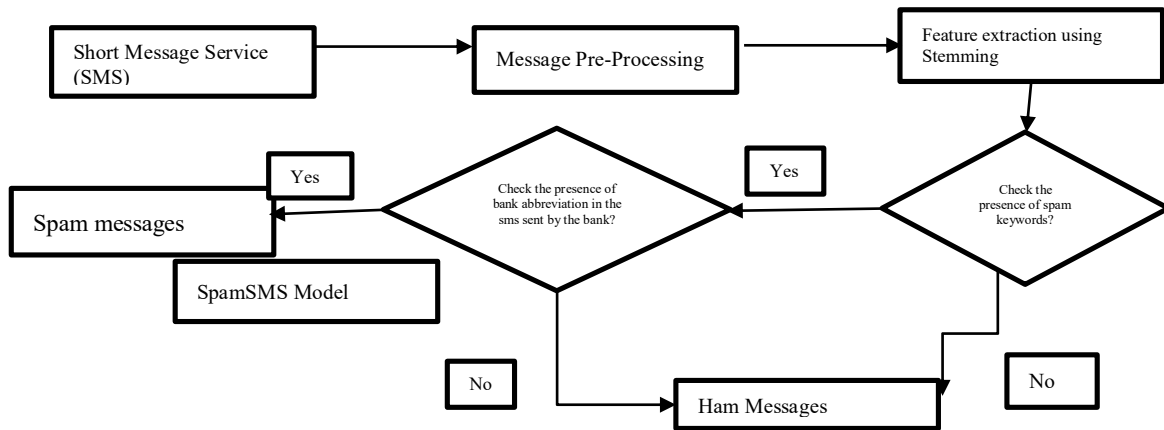 Short Message Service
(SMS)
Message Pre-Processing
Feature extraction using
Stemming
Yes
Check the presence of
bank abbreviation in the
sms sent by the bank?
Yes
Check the
presence of spam
keywords?
Spam messages
SpamSMS Model
No
Ham Messages
No